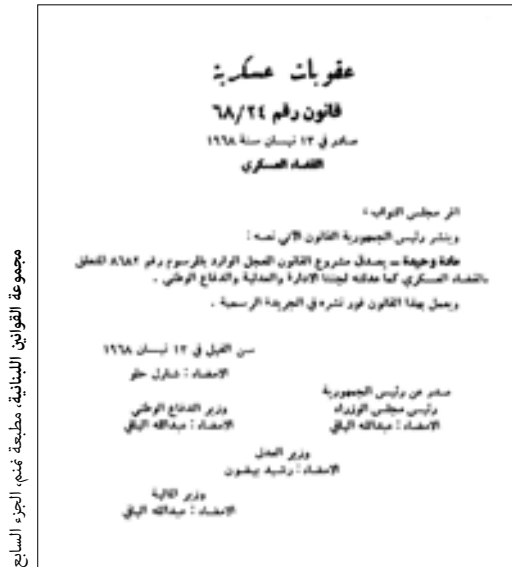 عقوبات عسكرية
قانون رقم ٦٨/٢٤
صادر في ١٣ نيسان سنة ١٩٦٨
القضاء العسكري
اقر مجلس النواب ،
وينشر رئيس الجمهورية القانون الآتي نصه :
مادة وحيدة ــ يصدق مشروع القانون المعجل الوارد بالمرسوم رقم ٨٦٨٢ المتعلق
بالقضاء العسكري كما عدلته لجنتا الادارة والعدلية والدفاع الوطني .
ويعمل بهذا القانون فور نشره في الجريدة الرسمية .
سن الفيل في ١٣ نيسان ١٩٦٨
الامضاء : شارل حلو
صدر عن رئيس الجمهورية
رئيس مجلس الوزراء
الامضاء : عبدالله اليافي
وزير الدفاع الوطني
الامضاء : عبدالله اليافي
وزير العدل
الامضاء : رشيد بيضون
وزير المالية
الامضاء : عبدالله اليافي
مجموعة القوانين اللبنانية، مطبعة غنم، الجزء السابع